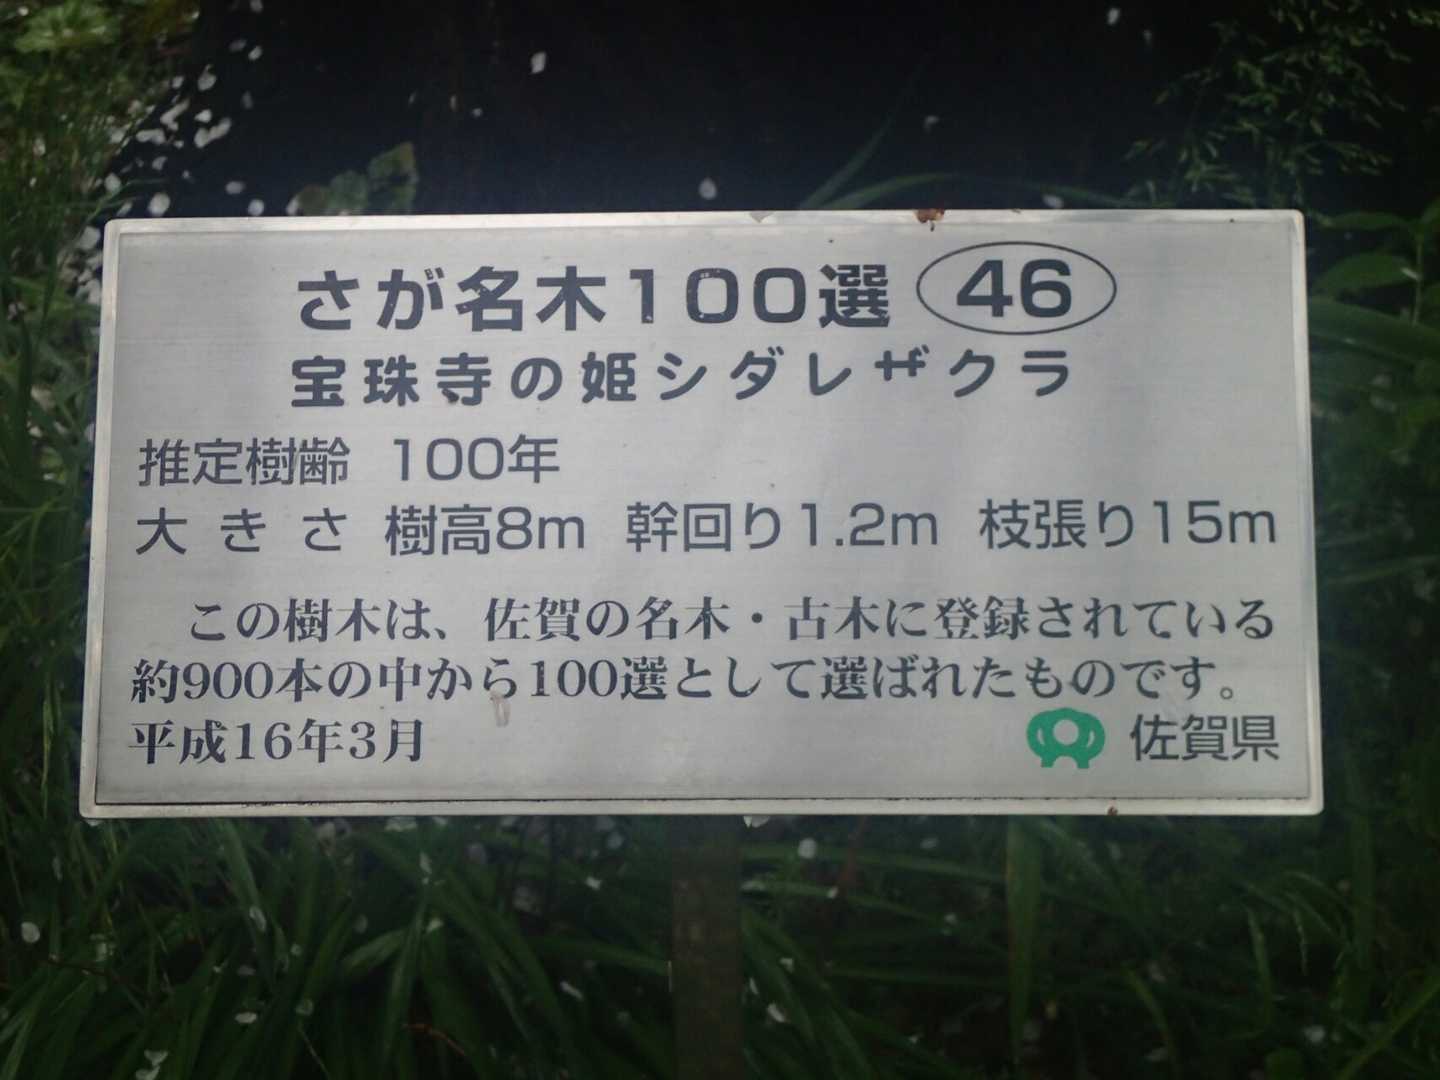 さが名木100選 46
宝珠寺の姫シダレザクラ
推定樹齢 100年
大きさ 樹高8m 幹回り1.2m 枝張り15m
この樹木は、佐賀の名木・古木に登録されている
約900本の中から100選として選ばれたものです。
平成16年3月 佐賀県